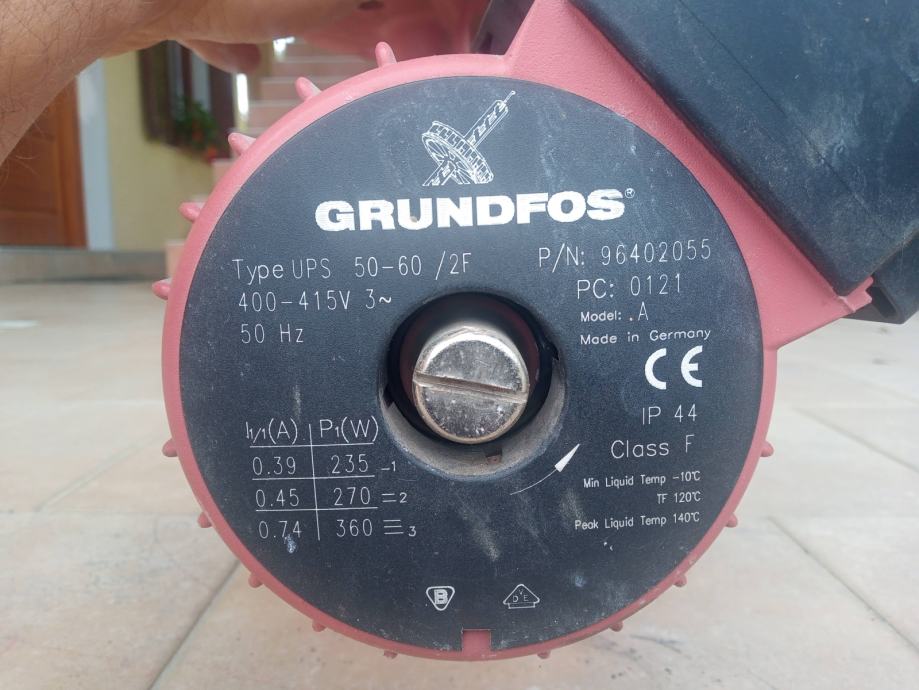 GRUNDFOS®
Type UPS 50-60 /2F
400-415V 3~
50 Hz
P/N: 96402055
PC: 0121
Model: .A
Made in Germany
CE
IP 44
Class F
Min Liquid Temp -10℃
TF 120℃
Peak Liquid Temp 140℃
I1/1(A) P1(W)
0.39 235 1
0.45 270 2
0.74 360 3
B
VDE